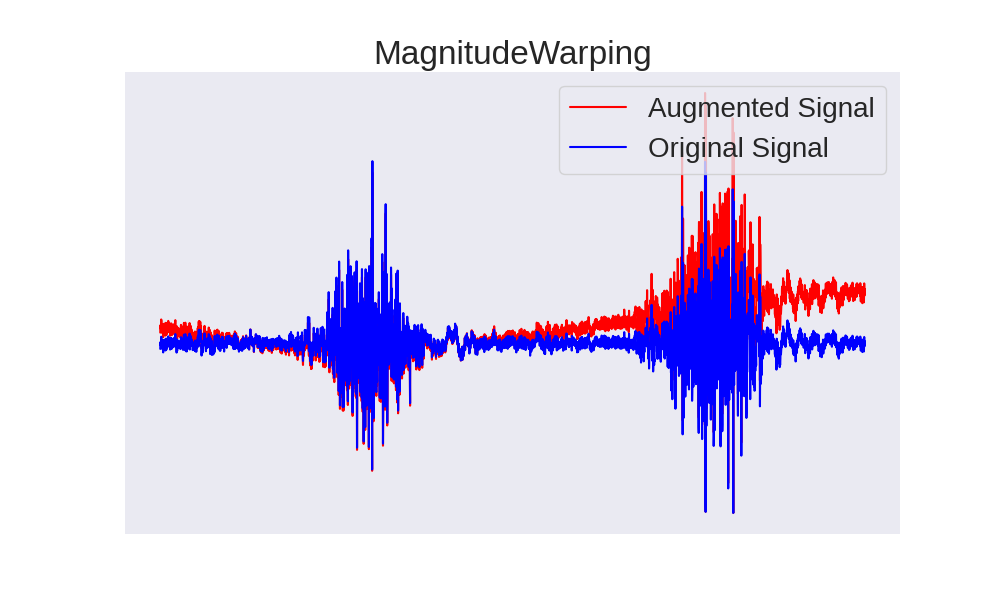 MagnitudeWarping
Augmented Signal
Original Signal